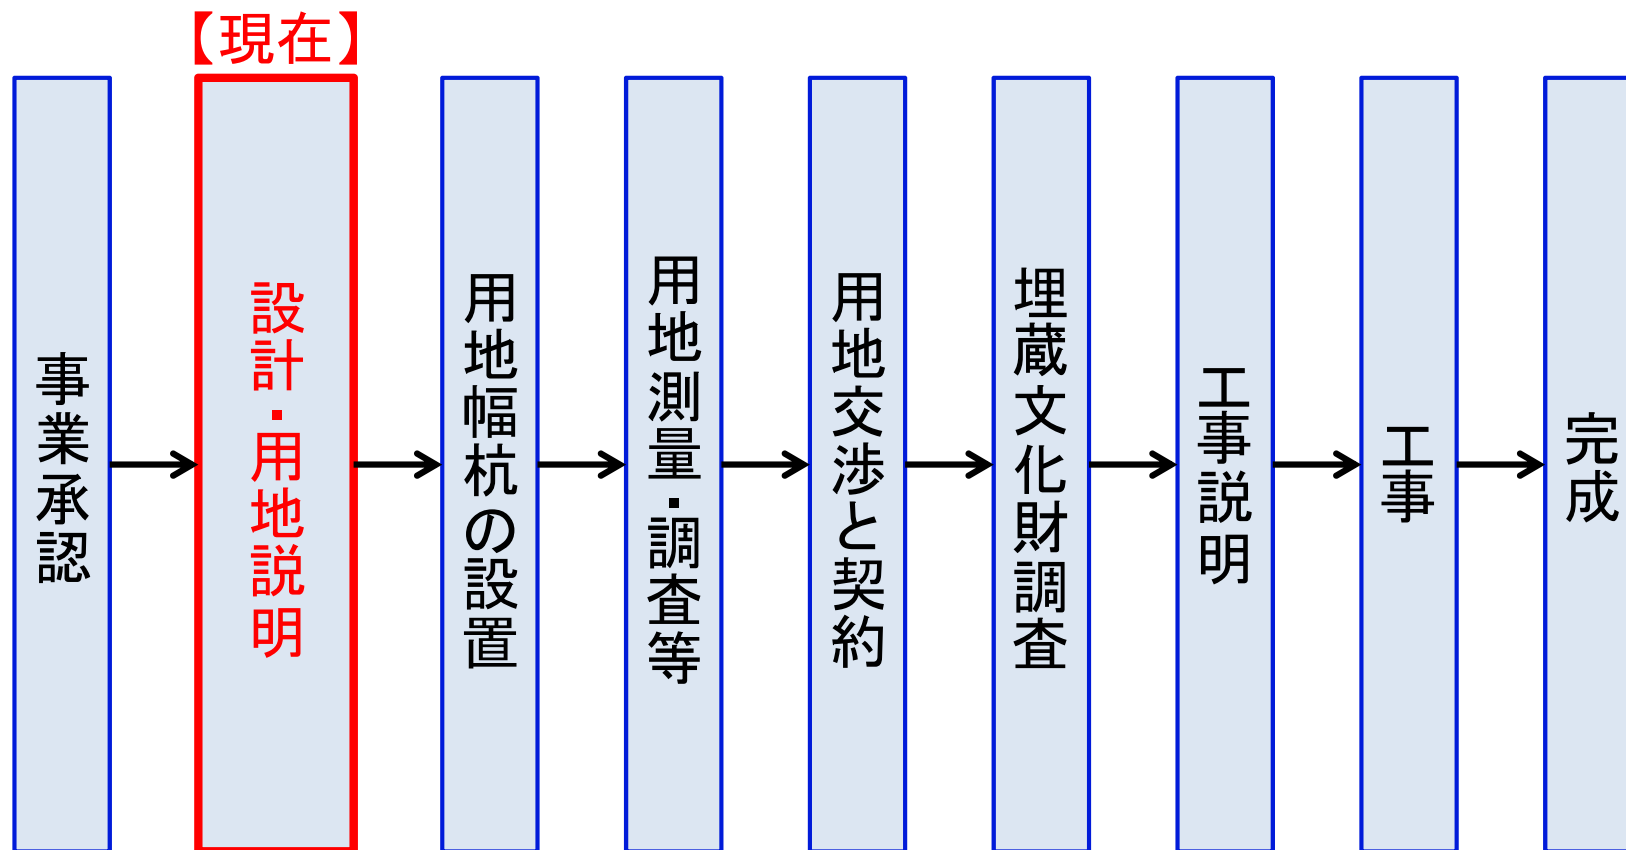 【現在】
事業承認
設計・用地説明
用地幅杭の設置
用地測量・調査等
用地交渉と契約
埋蔵文化財調査
工事説明
工事
完成